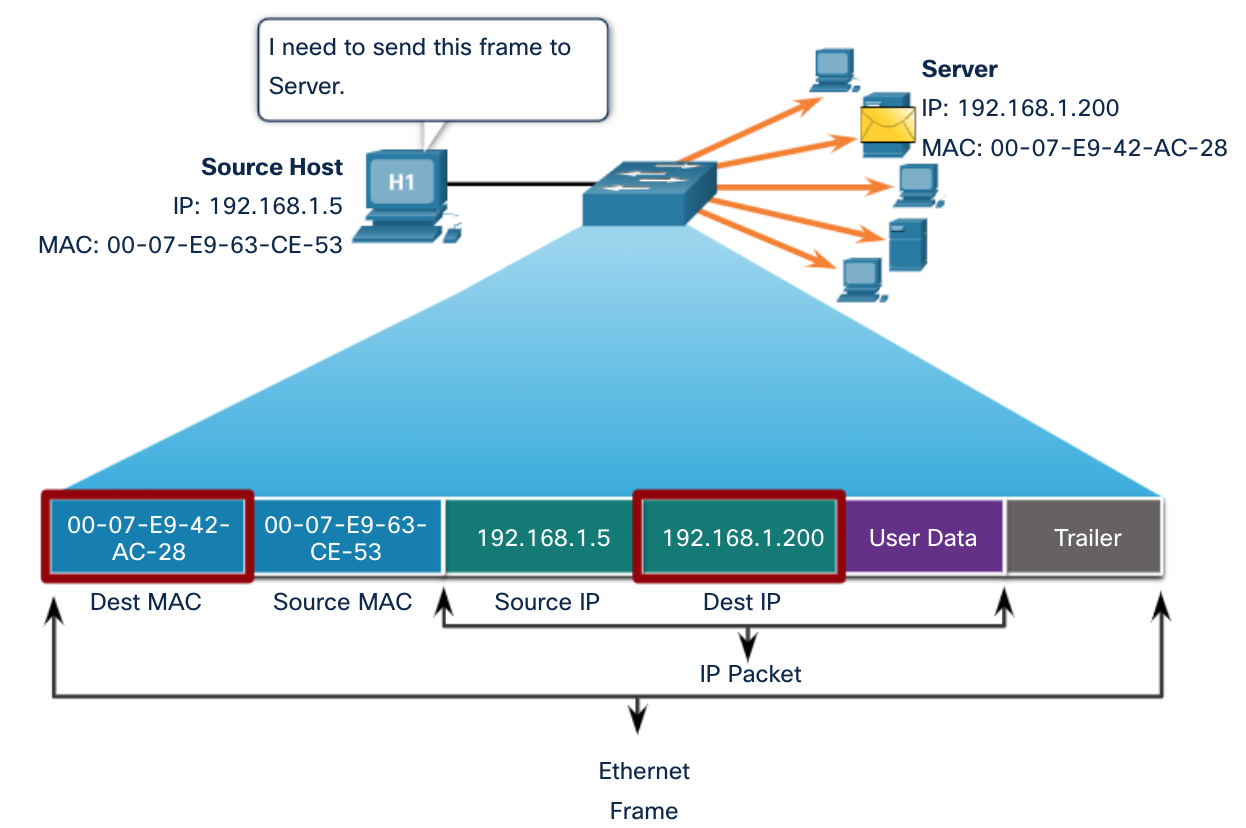 I need to send this frame to
Server.
Server
IP: 192.168.1.200
MAC: 00-07-E9-42-AC-28
Source Host
IP: 192.168.1.5
MAC: 00-07-E9-63-CE-53
H1
00-07-E9-42-
AC-28
00-07-E9-63-
CE-53
192.168.1.5
192.168.1.200
User Data
Trailer
Dest MAC
Source MAC
Source IP
Dest IP
IP Packet
Ethernet
Frame